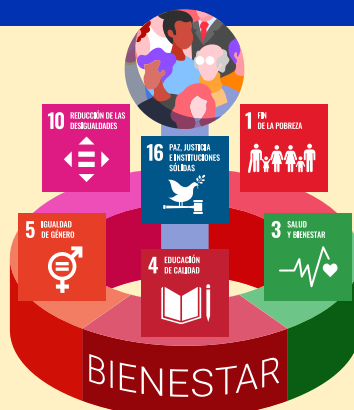 10 REDUCCIÓN DE LAS
DESIGUALDADES
1 FIN
DE LA POBREZA
16 PAZ, JUSTICIA
E INSTITUCIONES
SÓLIDAS
5 IGUALDAD
DE GÉNERO
4 EDUCACIÓN
DE CALIDAD
3 SALUD
Y BIENESTAR
BIENESTAR